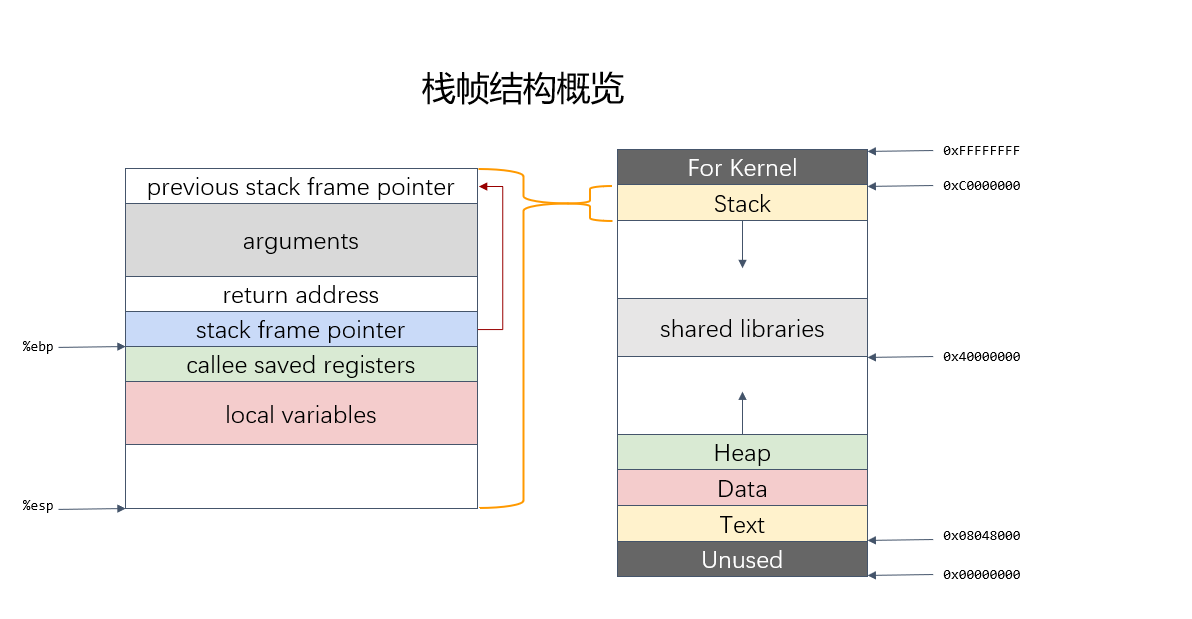 栈帧结构概览
previous stack frame pointer
arguments
return address
stack frame pointer
%ebp
callee saved registers
local variables
%esp
For Kernel
0xFFFFFFFF
0xC0000000
Stack
shared libraries
0x40000000
Heap
Data
Text
0x08048000
Unused
0x00000000